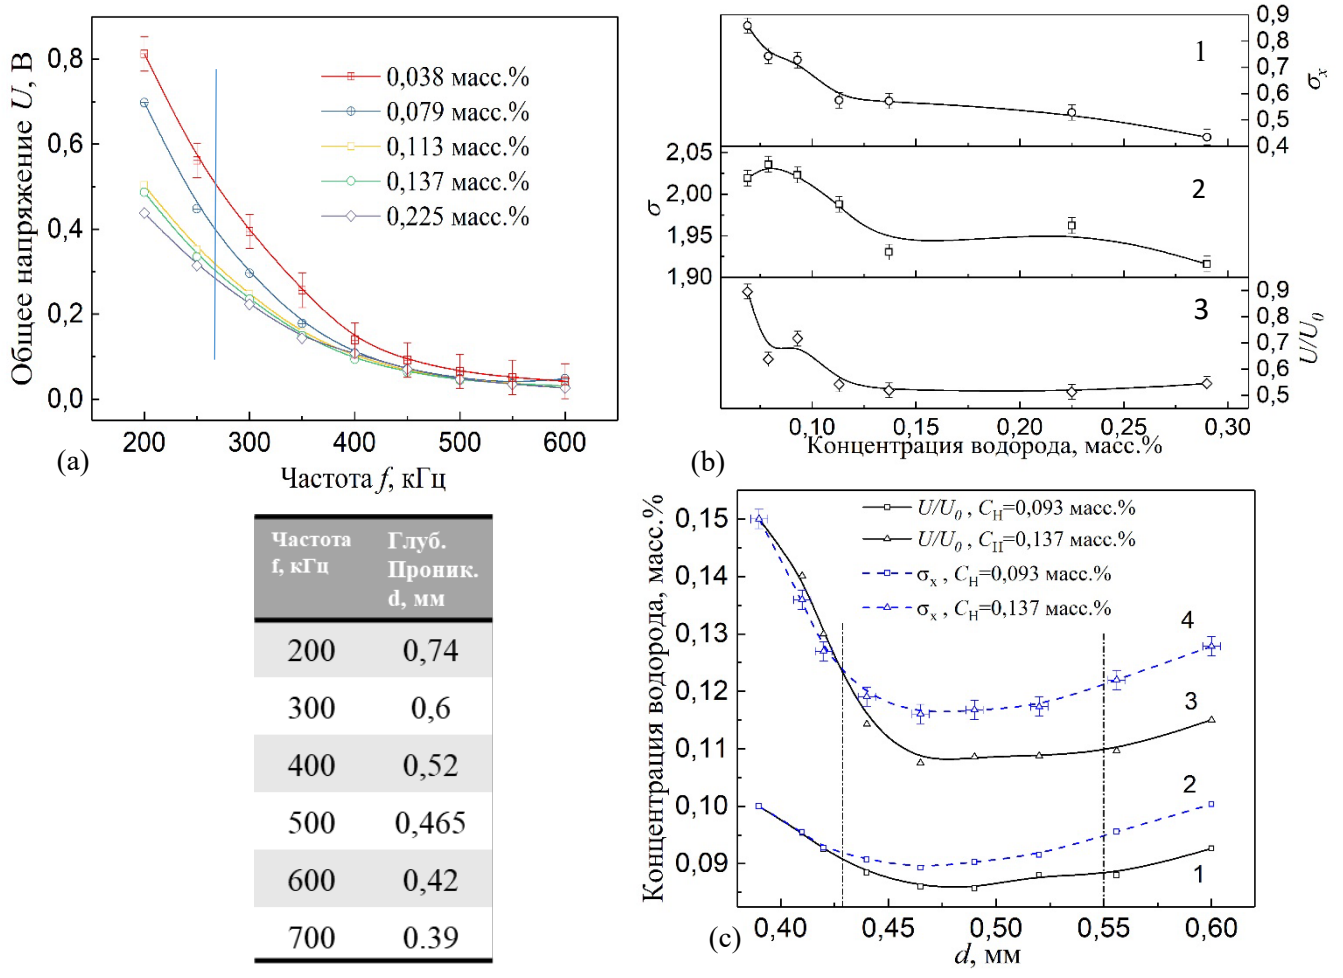 Общее напряжение U, В
0,8
0,6
0,4
0,2
0,0
200
300
400
500
600
Частота f, кГц
0,038 масс.%
0,079 масс.%
0,113 масс.%
0,137 масс.%
0,225 масс.%
(a)
1
0,9
0,8
0,7
0,6
0,5
0,4
σx
2
2,05
2,00
1,95
1,90
σ
3
0,9
0,8
0,7
0,6
0,5
U/U0
0,10
0,15
0,20
0,25
0,30
Концентрация водорода, масс.%
(b)
Частота f, кГц
Глуб. Проник. d, мм
200 0,74
300 0,6
400 0,52
500 0,465
600 0,42
700 0.39
Концентрация водорода, масс.%
0,15
0,14
0,13
0,12
0,11
0,10
0,09
U/U0 , CH=0,093 масс.%
U/U0 , CH=0,137 масс.%
σx , CH=0,093 масс.%
σx , CH=0,137 масс.%
4
3
2
1
0,40
0,45
0,50
0,55
0,60
(c)
d, мм